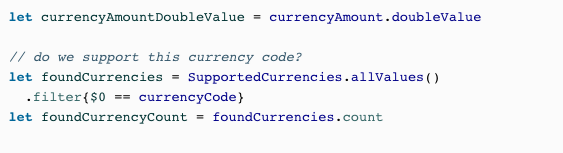 let currencyAmountDoubleValue = currencyAmount.doubleValue
// do we support this currency code?
let foundCurrencies = SupportedCurrencies.allValues()
.filter{$0 == currencyCode}
let foundCurrencyCount = foundCurrencies.count